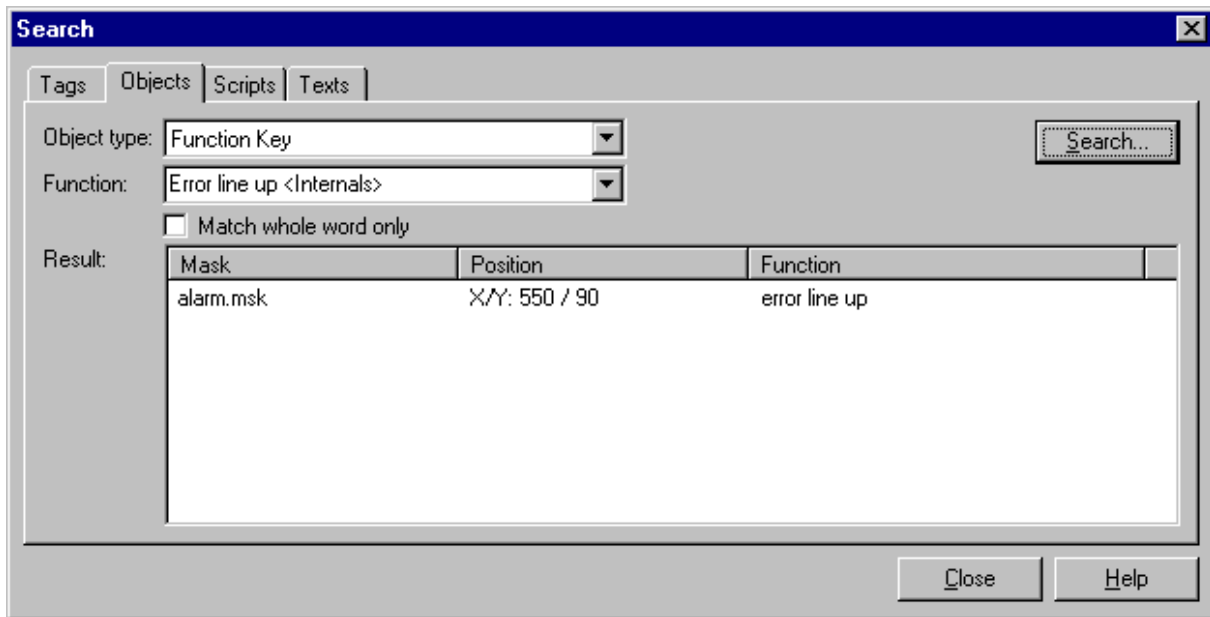 Search
Tags Objects Scripts Texts
Object type: Function Key Search...
Function: Error line up <Internals>
Match whole word only
Result: Mask Position Function
alarm.msk X/Y: 550 / 90 error line up
Close Help